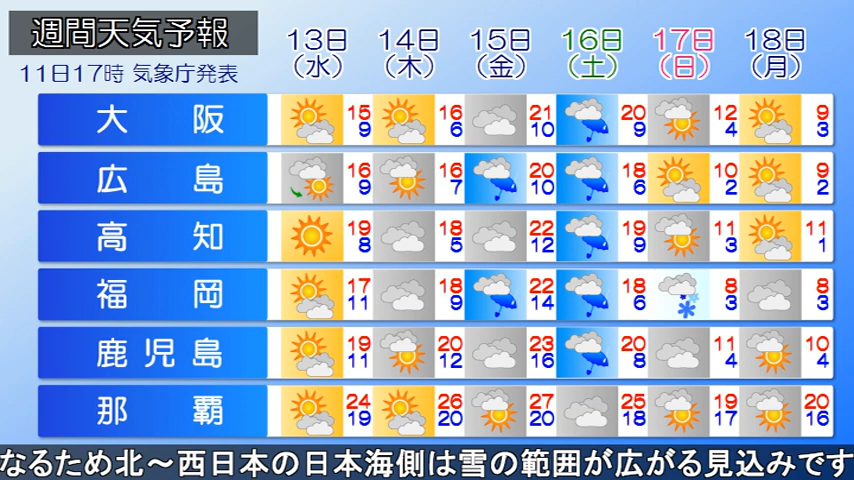 週間天気予報
11日17時 気象庁発表
13日 14日 15日 16日 17日 18日
(水) (木) (金) (土) (日) (月)
大阪 15 9 16 6 21 10 20 9 12 4 9 3
広島 16 9 16 7 20 10 18 6 10 2 9 2
高知 19 8 18 5 22 12 19 9 11 3 11 1
福岡 17 11 18 9 22 14 18 6 8 3 8 3
鹿児島 19 11 20 12 23 16 20 8 11 4 10 4
那覇 24 19 26 20 27 20 25 18 19 17 20 16
なるため北～西日本の日本海側は雪の範囲が広がる見込みです